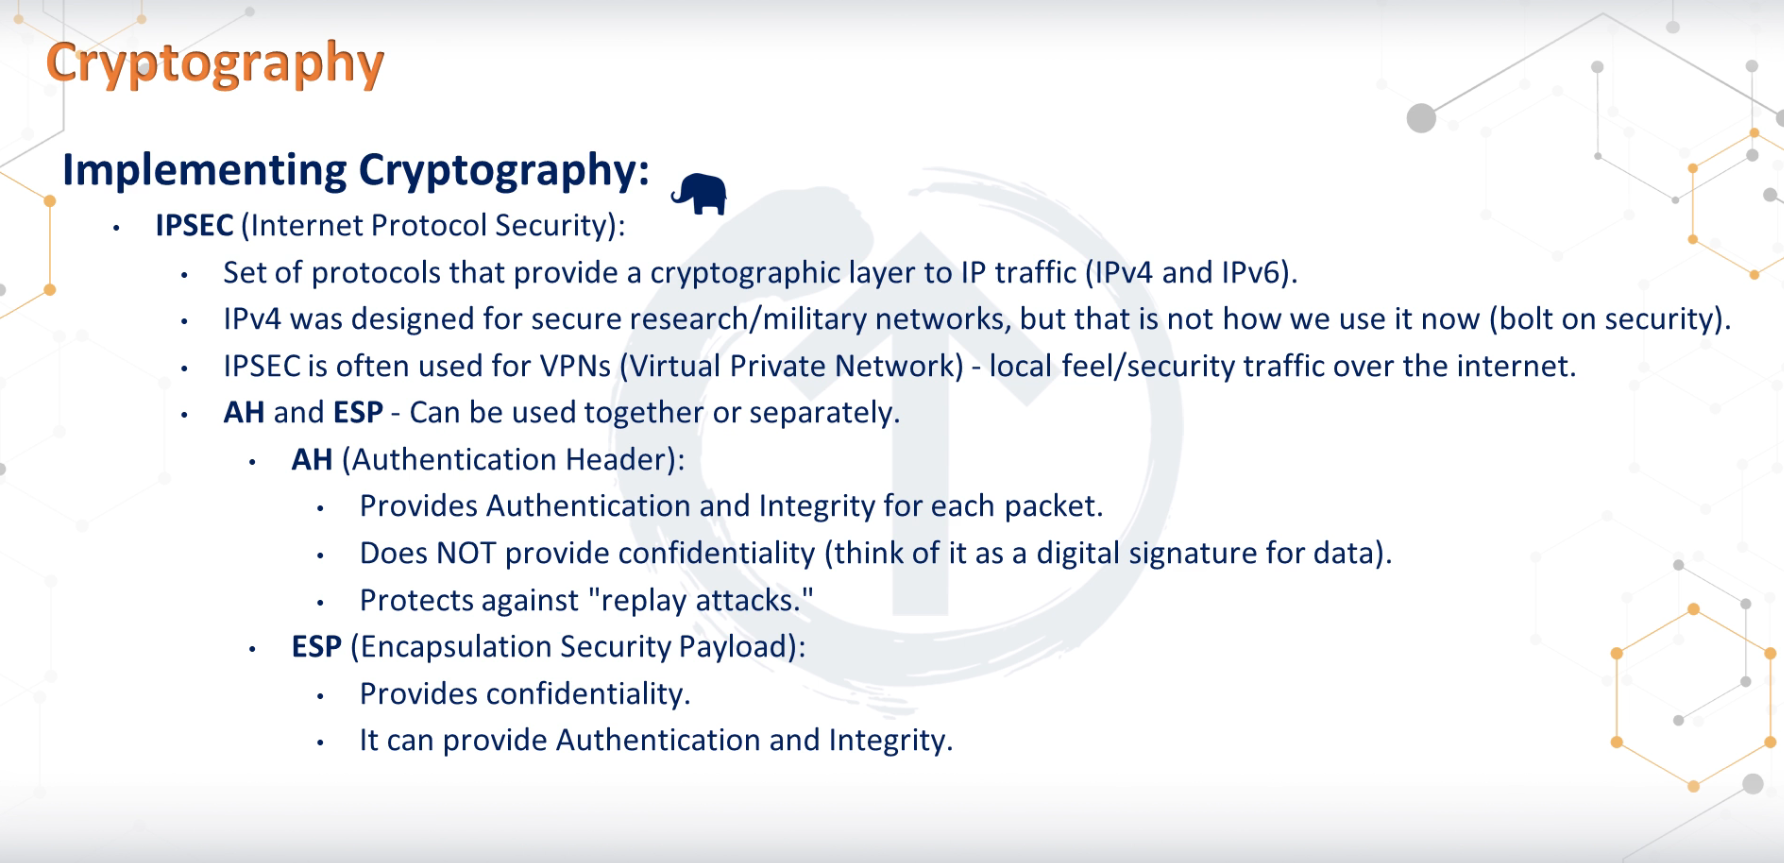 Cryptography
Implementing Cryptography:
• IPSEC (Internet Protocol Security):
• Set of protocols that provide a cryptographic layer to IP traffic (IPv4 and IPv6).
• IPv4 was designed for secure research/military networks, but that is not how we use it now (bolt on security).
• IPSEC is often used for VPNs (Virtual Private Network) - local feel/security traffic over the internet.
• AH and ESP - Can be used together or separately.
• AH (Authentication Header):
• Provides Authentication and Integrity for each packet.
• Does NOT provide confidentiality (think of it as a digital signature for data).
• Protects against "replay attacks."
• ESP (Encapsulation Security Payload):
• Provides confidentiality.
• It can provide Authentication and Integrity.